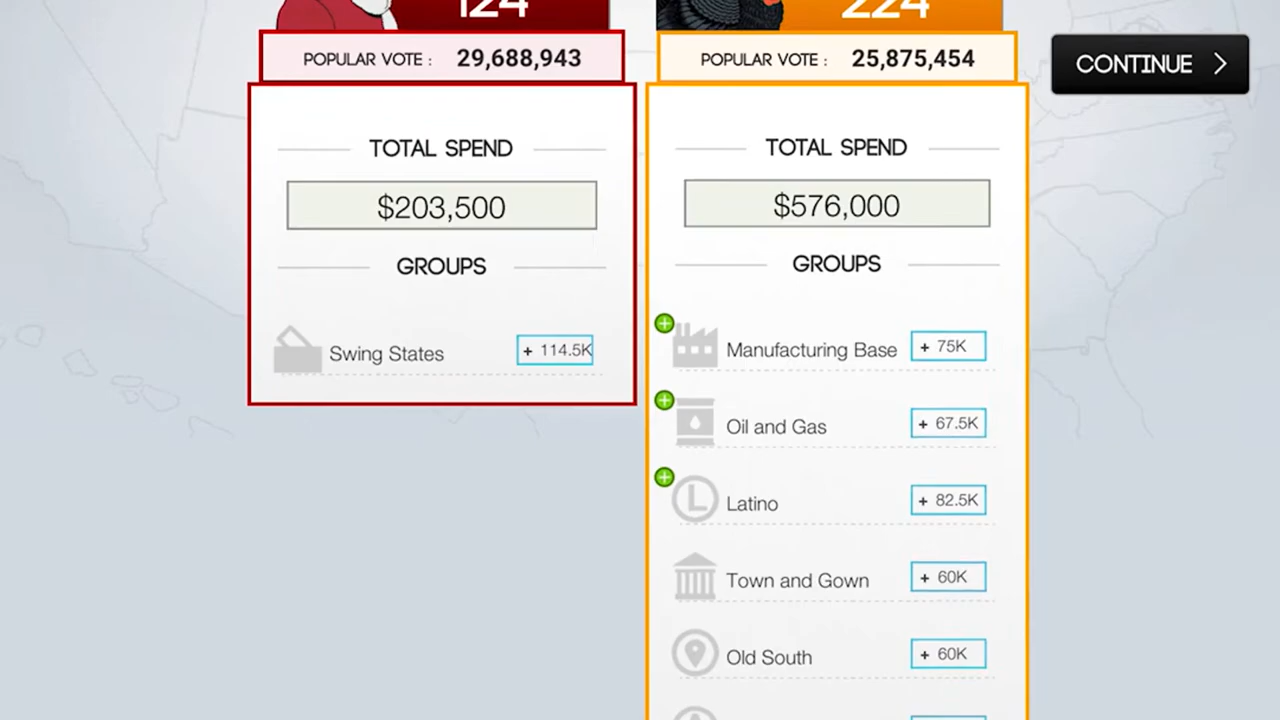 124
224
POPULAR VOTE : 29,688,943
POPULAR VOTE : 25,875,454
CONTINUE
TOTAL SPEND
$203,500
GROUPS
Swing States + 114.5K
TOTAL SPEND
$576,000
GROUPS
Manufacturing Base + 75K
Oil and Gas + 67.5K
L Latino + 82.5K
Town and Gown + 60K
Old South + 60K